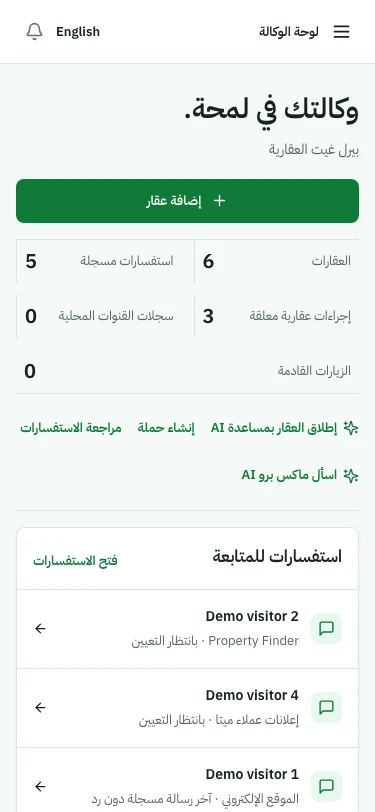 لوحة الوكالة
English
وكالتك في لمحة.
بيرل غيت العقارية
إضافة عقار
العقارات 6
استفسارات مسجلة 5
إجراءات عقارية معلقة 3
سجلات القنوات المحلية 0
الزيارات القادمة 0
إطلاق العقار بمساعدة AI
إنشاء حملة
مراجعة الاستفسارات
اسأل ماكس برو AI
استفسارات للمتابعة
فتح الاستفسارات
Demo visitor 2
Property Finder · بانتظار التعيين
Demo visitor 4
إعلانات عملاء ميتا · بانتظار التعيين
Demo visitor 1
الموقع الإلكتروني · آخر رسالة مسجلة دون رد